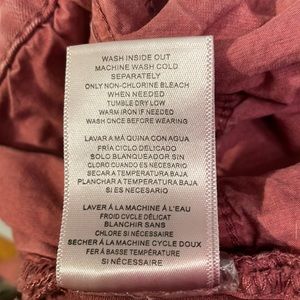 WASH INSIDE OUT
MACHINE WASH COLD
SEPARATELY
ONLY NON-CHLORINE BLEACH
WHEN NEEDED
TUMBLE DRY LOW
WARM IRON IF NEEDED
WASH ONCE BEFORE WEARING
LAVAR A MÁ QUINA CON AGUA
FRÍA CICLO DELICADO
SOLO BLANQUEADOR SIN
CLORO CUANDO ES NECESARIO
SECAR A TEMPERATURA BAJA
PLANCHAR A TEMPERATURA BAJA
SI ES NECESARIO
LAVER À LA MACHINE À L'EAU
FROID CYCLE DÉLICAT
BLANCHIR SANS
CHLORE SI NÉCESSAIRE
SECHER À LA MACHINE CYCLE DOUX
FER À BASSE TEMPÉRATURE
SI NÉCESSAIRE